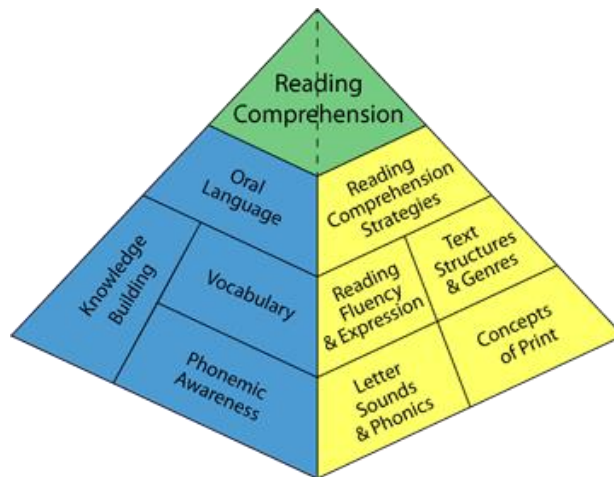 Reading
Comprehension
Oral
Language
Knowledge
Building
Vocabulary
Phonemic
Awareness
Reading
Comprehension
Strategies
Reading
Fluency
& Expression
Text
Structures
& Genres
Letter
Sounds
& Phonics
Concepts
of Print